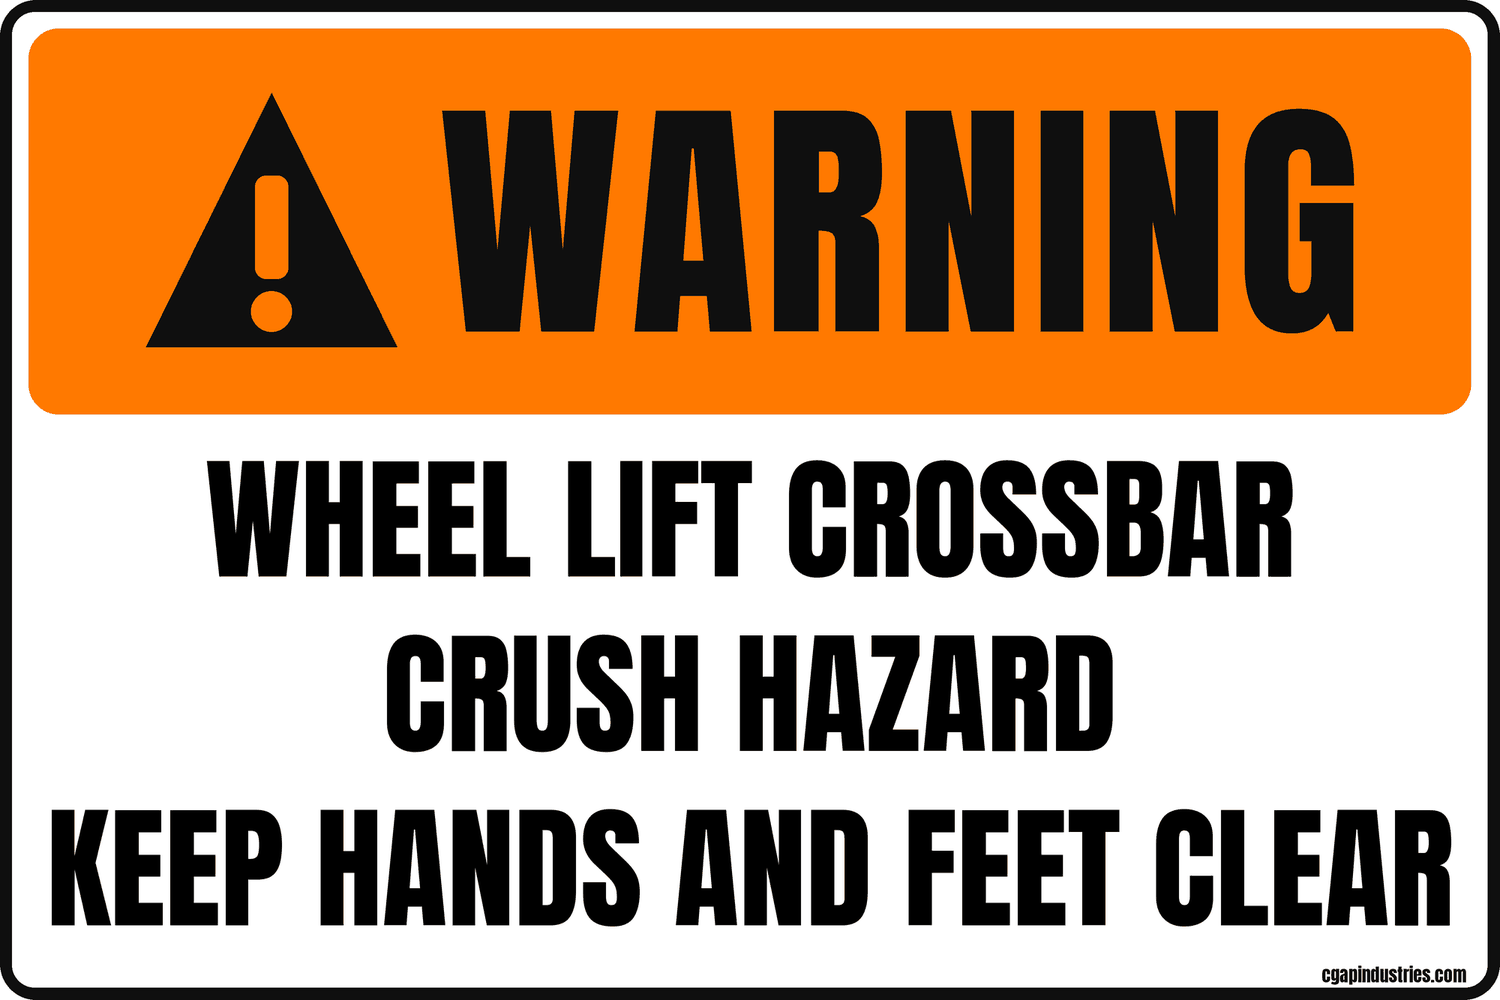 WARNING
WHEEL LIFT CROSSBAR
CRUSH HAZARD
KEEP HANDS AND FEET CLEAR
cgapindustries.com